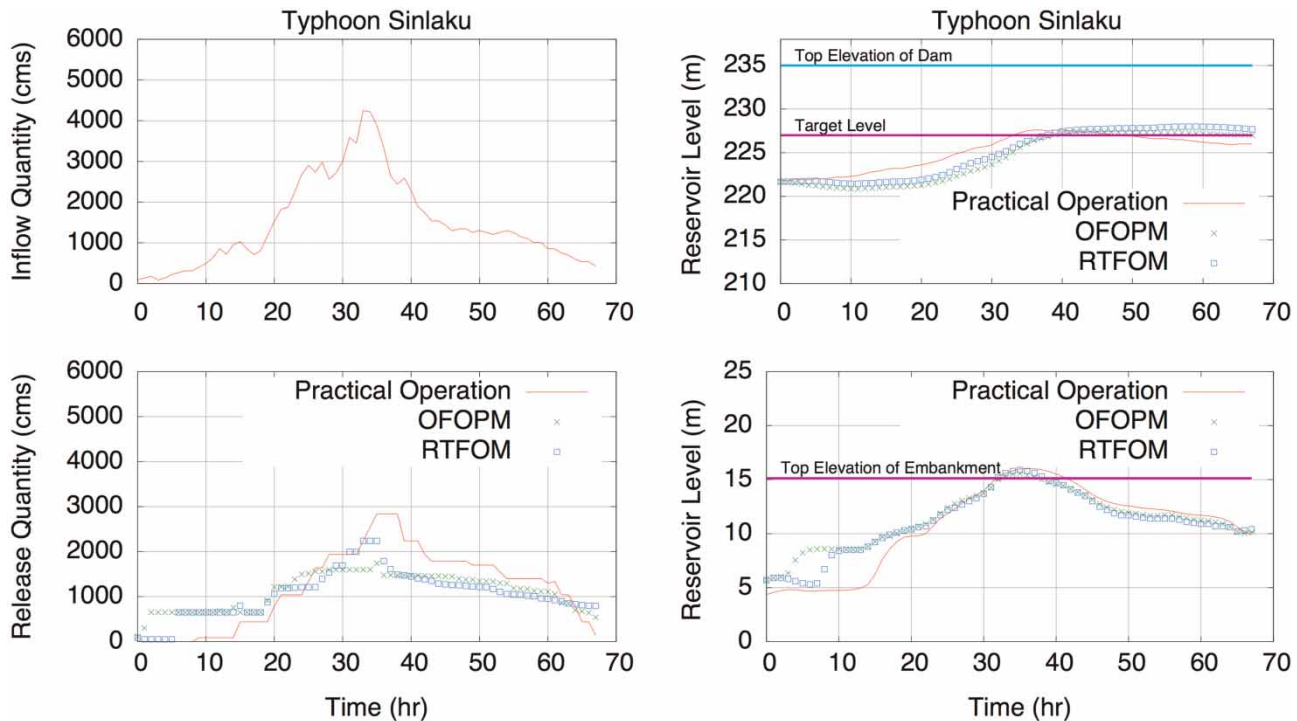 Typhoon Sinlaku
Inflow Quantity (cms)
6000
5000
4000
3000
2000
1000
0
0 10 20 30 40 50 60 70
Typhoon Sinlaku
Reservoir Level (m)
235
230
225
220
215
210
Top Elevation of Dam
Target Level
Practical Operation
OFOPM
RTFOM
0 10 20 30 40 50 60 70
Release Quantity (cms)
6000
5000
4000
3000
2000
1000
0
Practical Operation
OFOPM
RTFOM
0 10 20 30 40 50 60 70
Time (hr)
Reservoir Level (m)
25
20
15
10
5
0
Practical Operation
OFOPM
RTFOM
Top Elevation of Embankment
0 10 20 30 40 50 60 70
Time (hr)